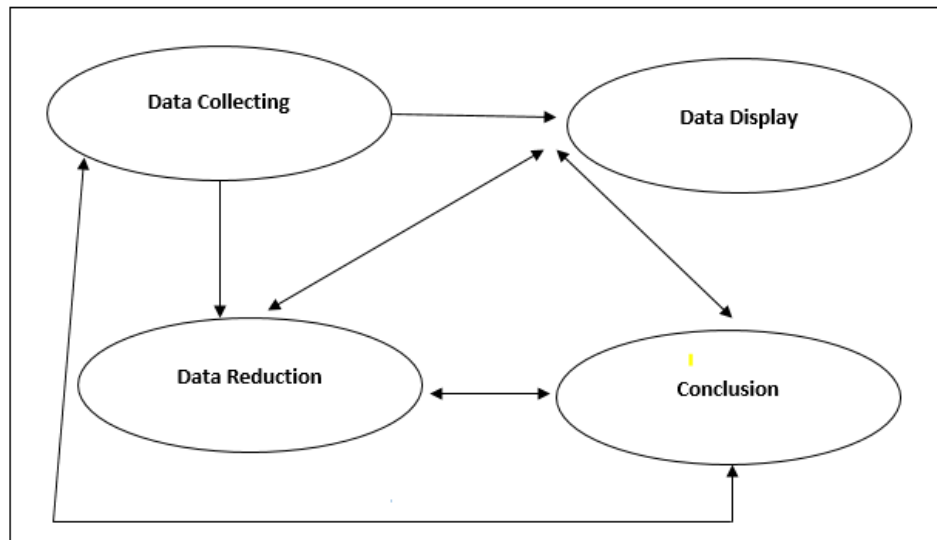 Data Collecting
Data Display
Data Reduction
Conclusion